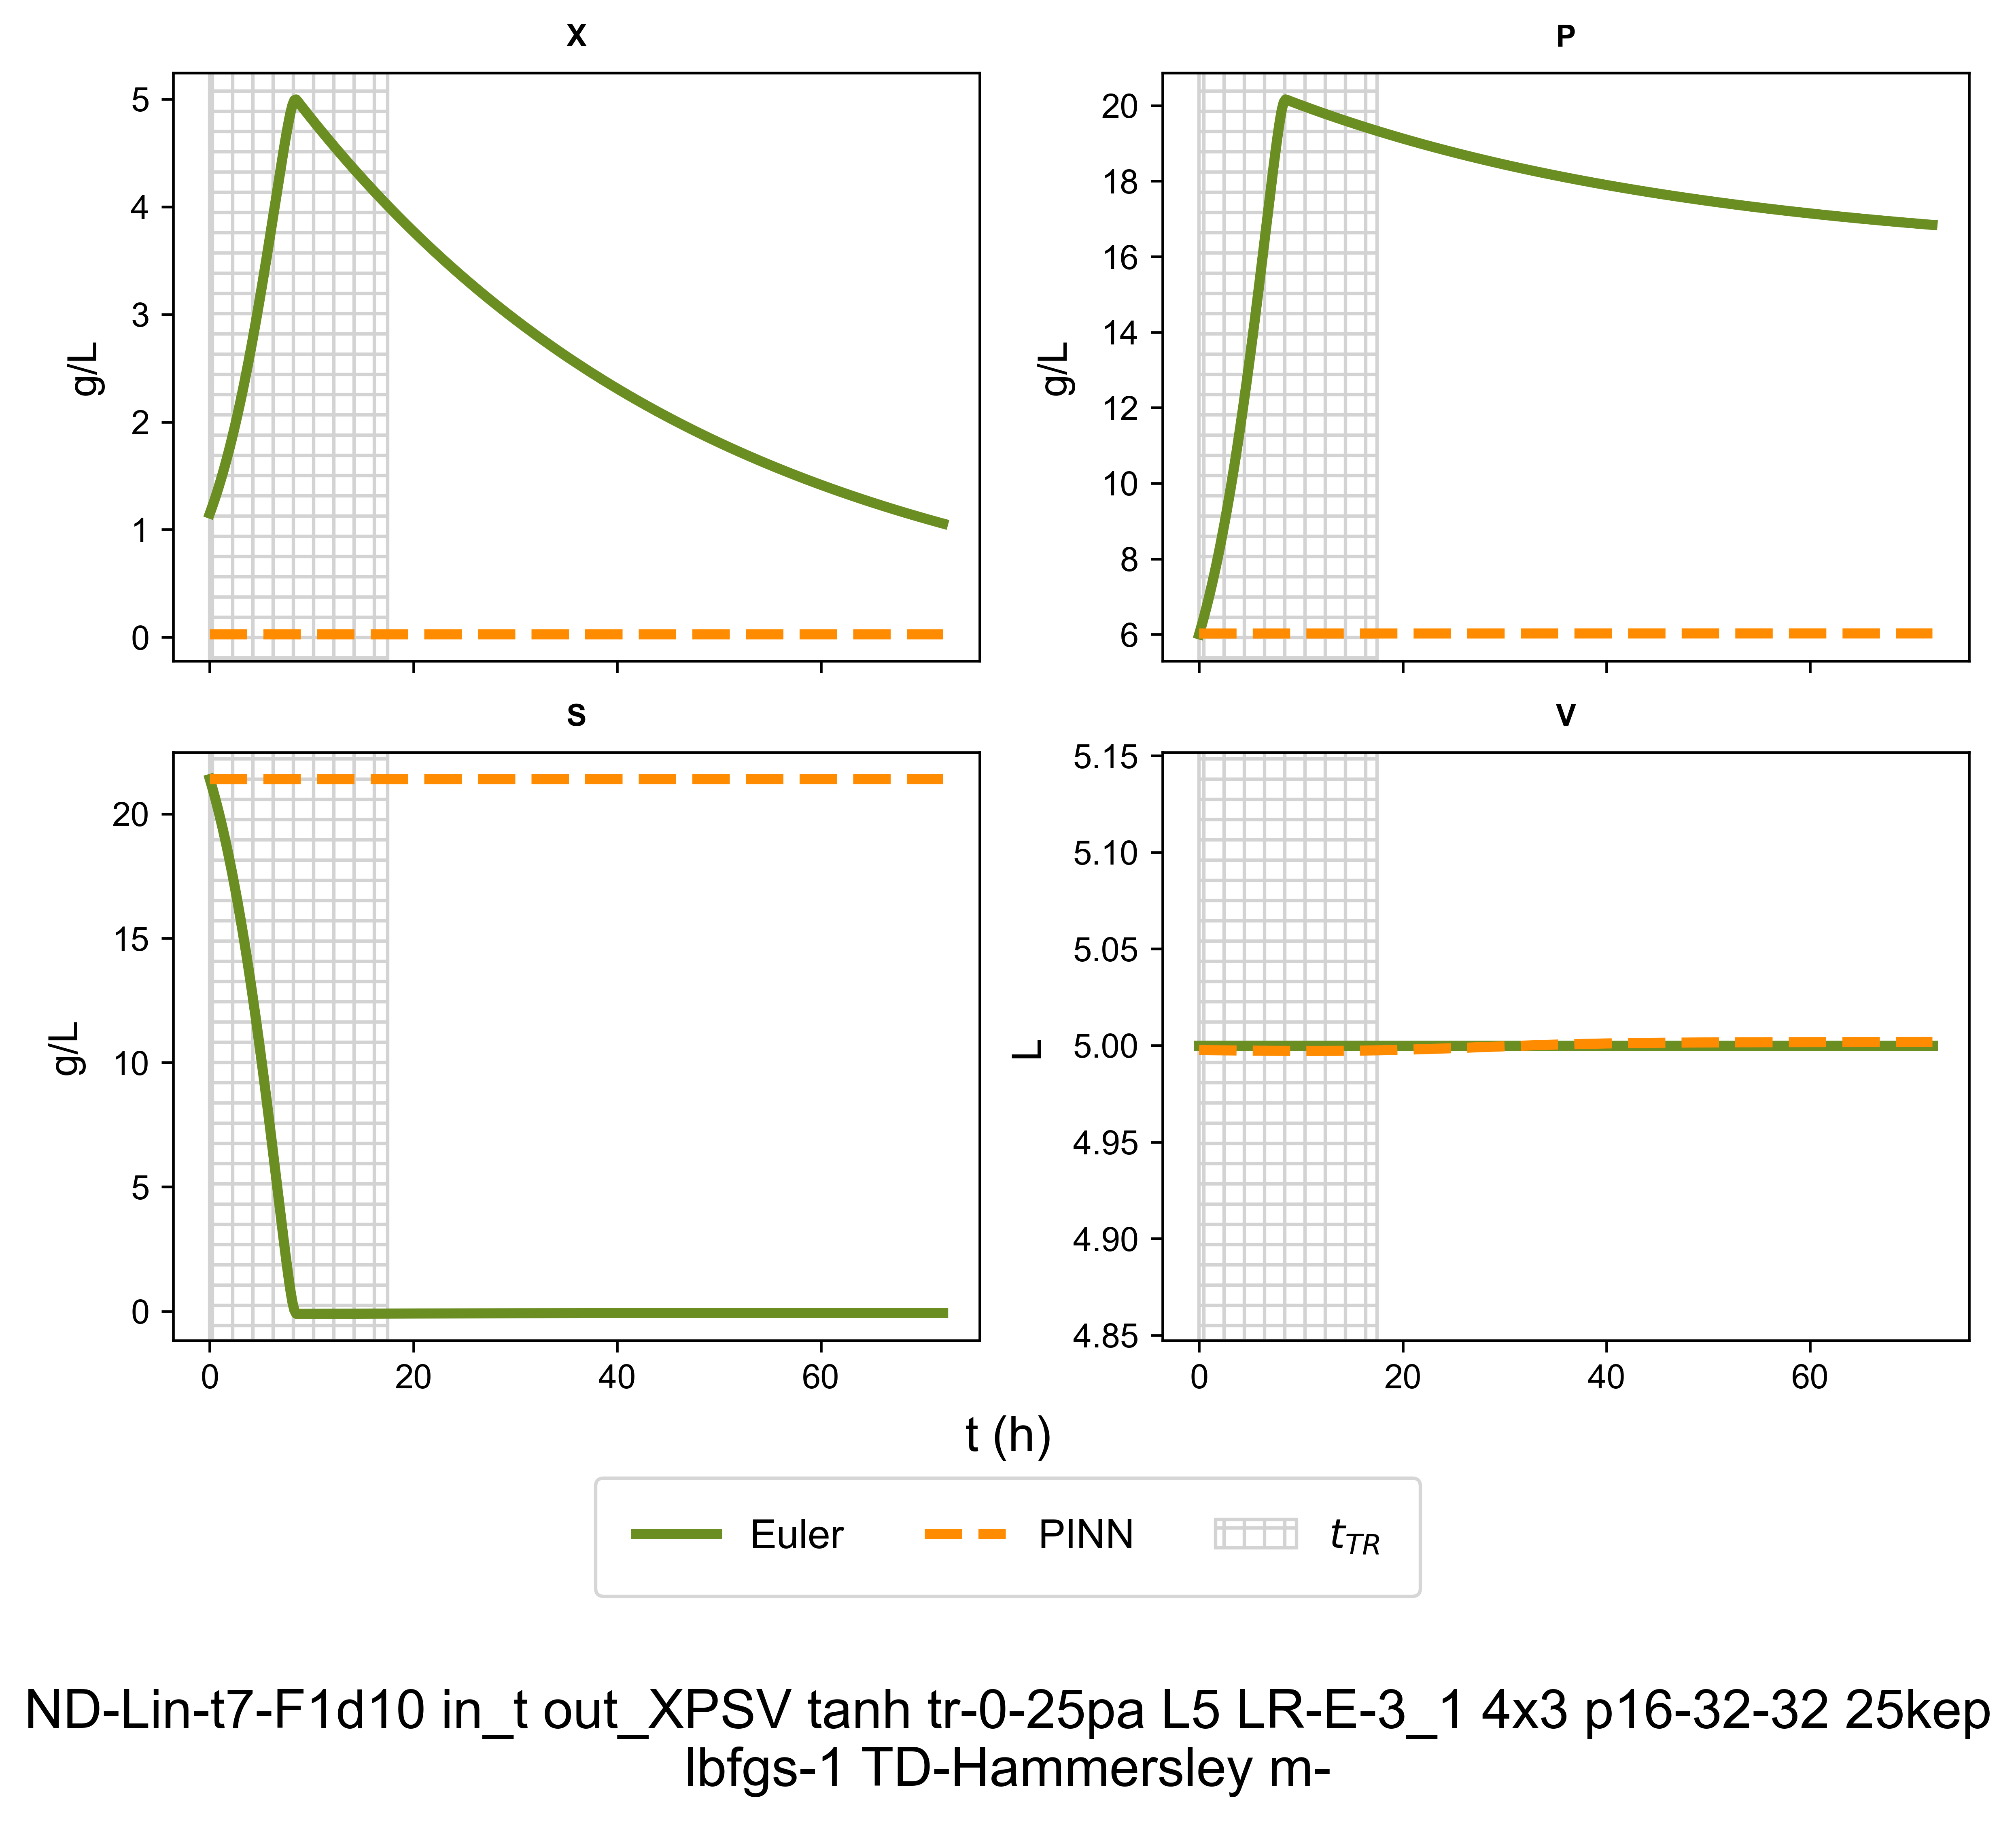 X
P
5
4
3
2
1
0
g/L
20
18
16
14
12
10
8
6
g/L
S
V
20
15
10
5
0
g/L
0
20
40
60
5.15
5.10
5.05
5.00
4.95
4.90
4.85
L
0
20
40
60
t (h)
Euler
PINN
t_TR
ND-Lin-t7-F1d10 in_t out_XPSV tanh tr-0-25pa L5 LR-E-3_1 4x3 p16-32-32 25kep
lbfgs-1 TD-Hammersley m-